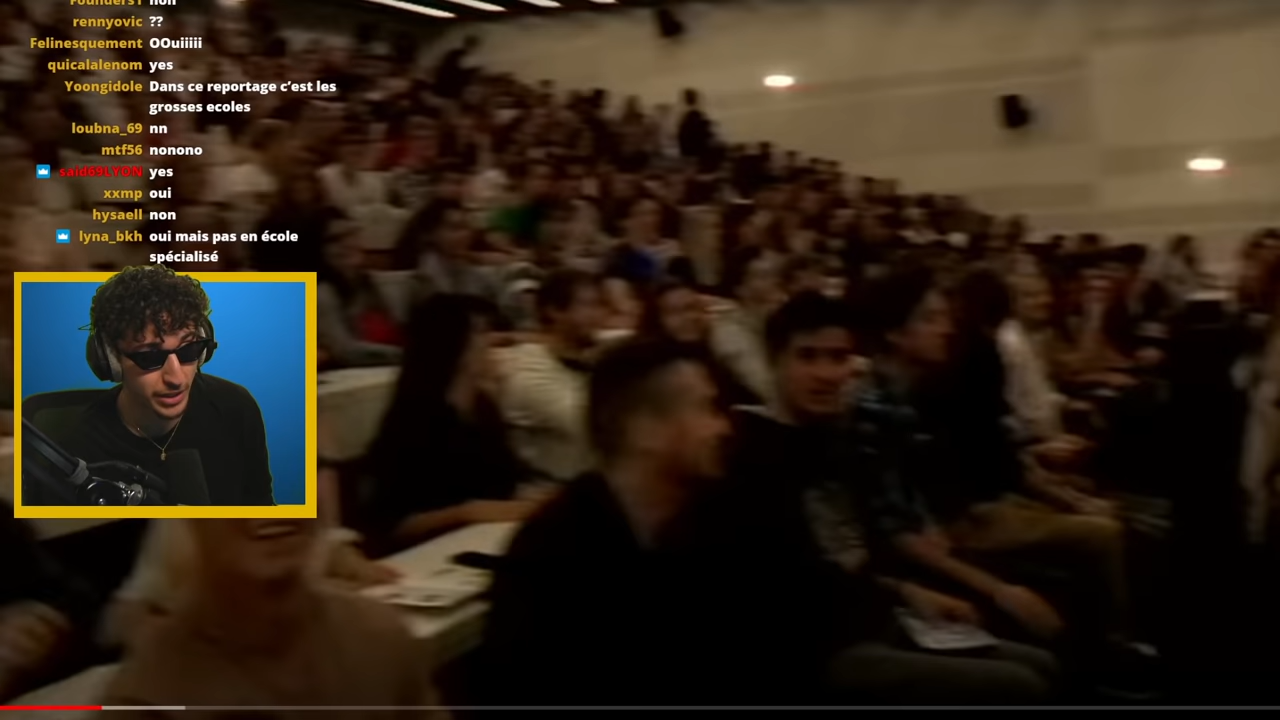 rennyovic ??
Felinesquement OOuiiiii
quicalalenom yes
Yoongidole Dans ce reportage c’est les
grosses ecoles
loubna_69 nn
mtf56 nonono
said69LYON yes
xxmp oui
hysaell non
lyna_bkh oui mais pas en école
spécialisé